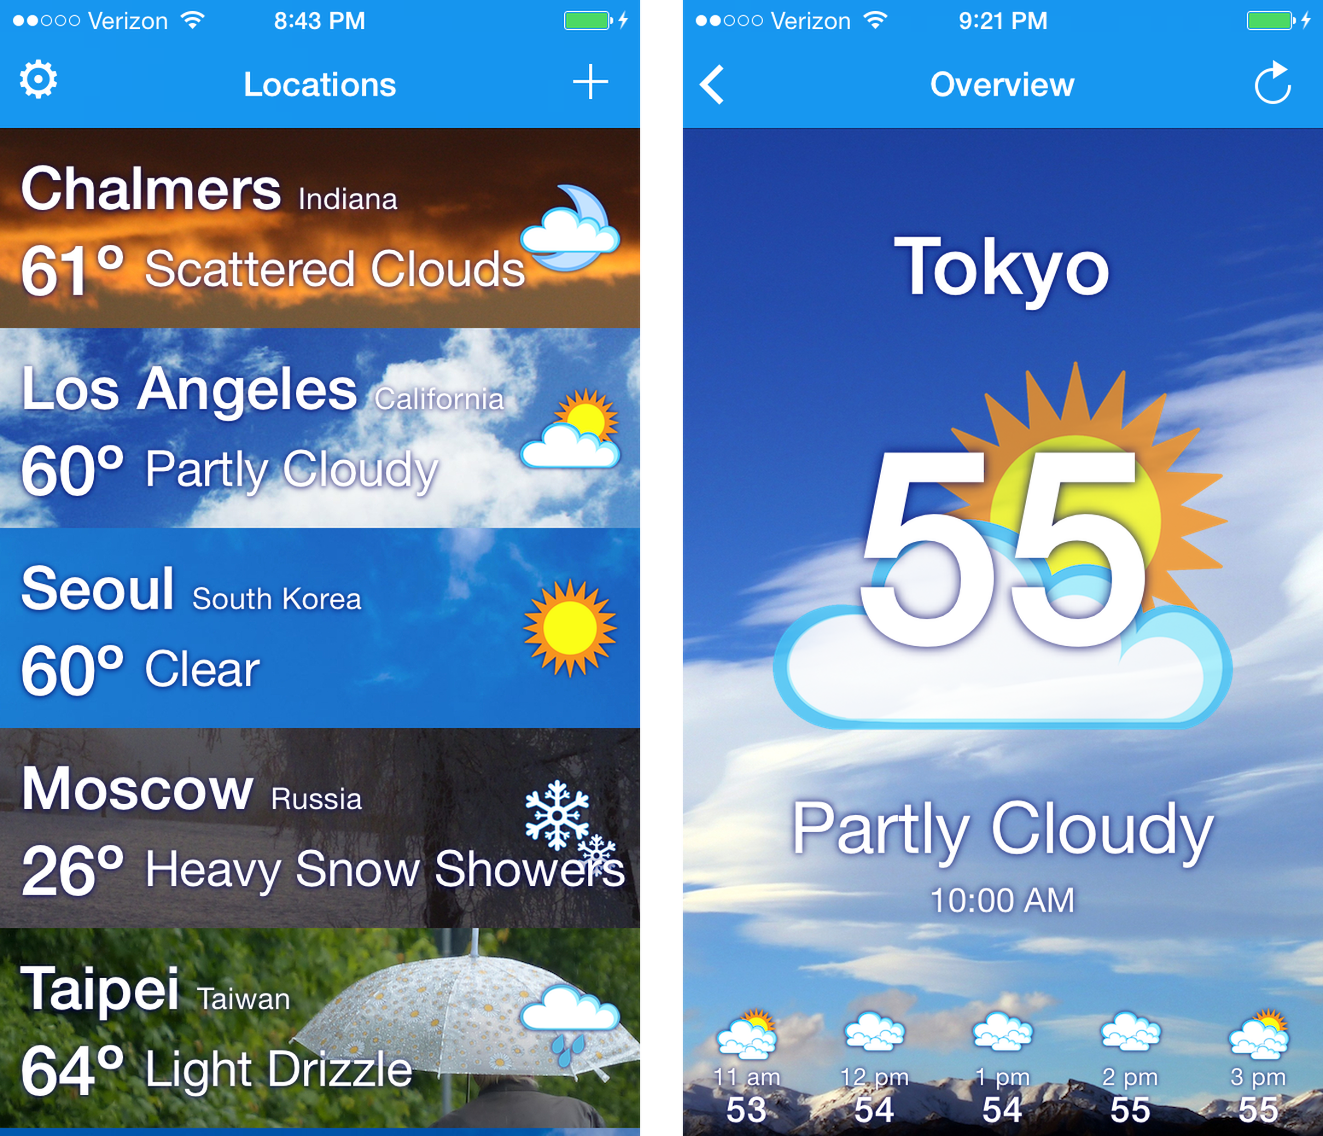 Verizon 8:43 PM
Locations
Chalmers Indiana
61° Scattered Clouds
Los Angeles California
60° Partly Cloudy
Seoul South Korea
60° Clear
Moscow Russia
26° Heavy Snow Showers
Taipei Taiwan
64° Light Drizzle
Verizon 9:21 PM
Overview
Tokyo
55
Partly Cloudy
10:00 AM
11 am 12 pm 1 pm 2 pm 3 pm
53 54 54 55 55